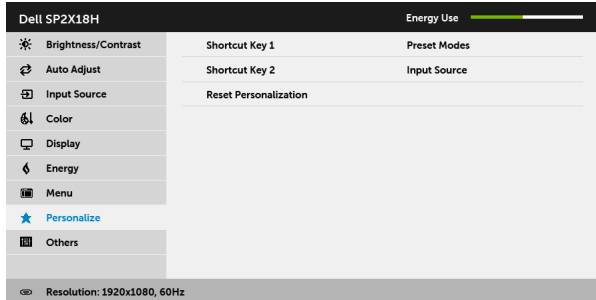 Dell SP2X18H Energy Use
Brightness/Contrast Shortcut Key 1 Preset Modes
Auto Adjust Shortcut Key 2 Input Source
Input Source Reset Personalization
Color
Display
Energy
Menu
Personalize
Others
Resolution: 1920x1080, 60Hz